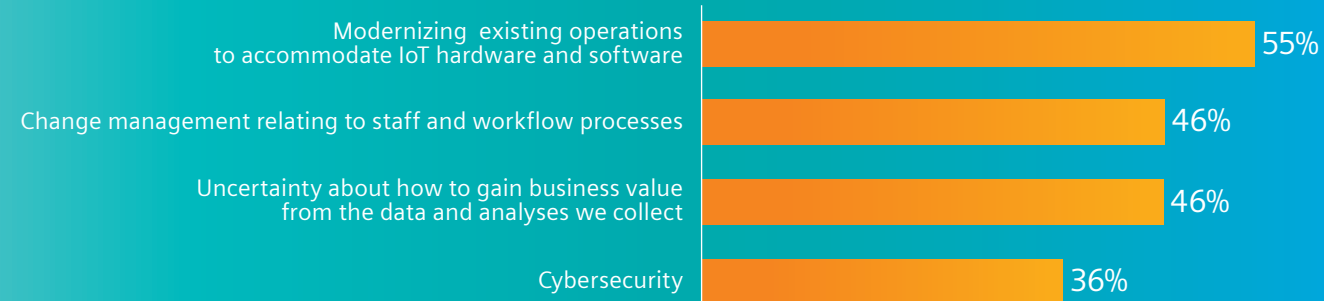 Modernizing existing operations
to accommodate IoT hardware and software
55%
Change management relating to staff and workflow processes
46%
Uncertainty about how to gain business value
from the data and analyses we collect
46%
Cybersecurity
36%